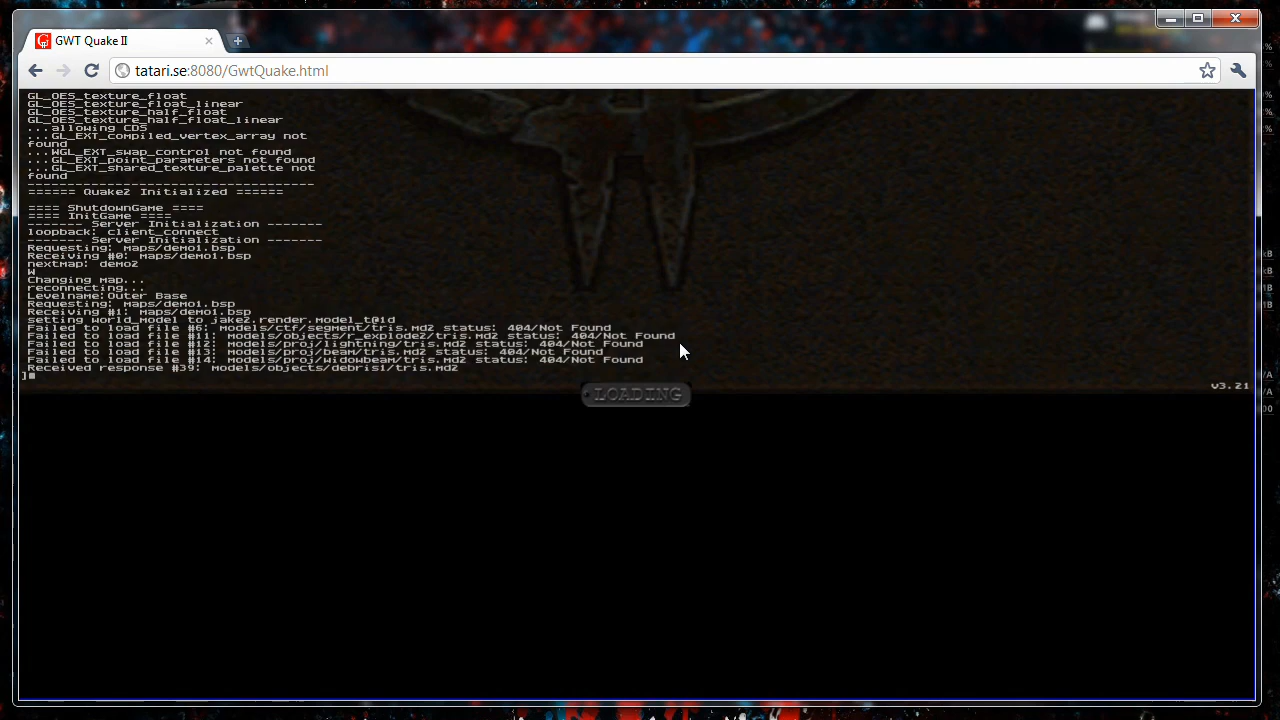 GWT Quake II
tatari.se:8080/GwtQuake.html
GL_OES_texture_float
GL_OES_texture_float_linear
GL_OES_texture_half_float
GL_OES_texture_half_float_linear
...allowing CDS
...GL_EXT_compiled_vertex_array not
found
...WGL_EXT_swap_control not found
...GL_EXT_point_parameters not found
...GL_EXT_shared_texture_palette not
found
------------------------------------
====== Quake2 Initialized ======
==== ShutdownGame ====
==== InitGame ====
------- Server Initialization -------
loopback: client_connect
------- Server Initialization -------
Requesting: maps/demo1.bsp
Receiving #0: maps/demo1.bsp
nextmap: demo2
W
Changing map...
reconnecting...
Levelname:Outer Base
Requesting: maps/demo1.bsp
Receiving #1: maps/demo1.bsp
setting world_model to jake2.render.model_t@1d
Failed to load file #6: models/ctf/segment/tris.md2 status: 404/Not Found
Failed to load file #11: models/objects/r_explode2/tris.md2 status: 404/Not Found
Failed to load file #12: models/proj/lightning/tris.md2 status: 404/Not Found
Failed to load file #13: models/proj/beam/tris.md2 status: 404/Not Found
Failed to load file #14: models/proj/widowbeam/tris.md2 status: 404/Not Found
Received response #39: models/objects/debris1/tris.md2
]
v3.21
LOADING